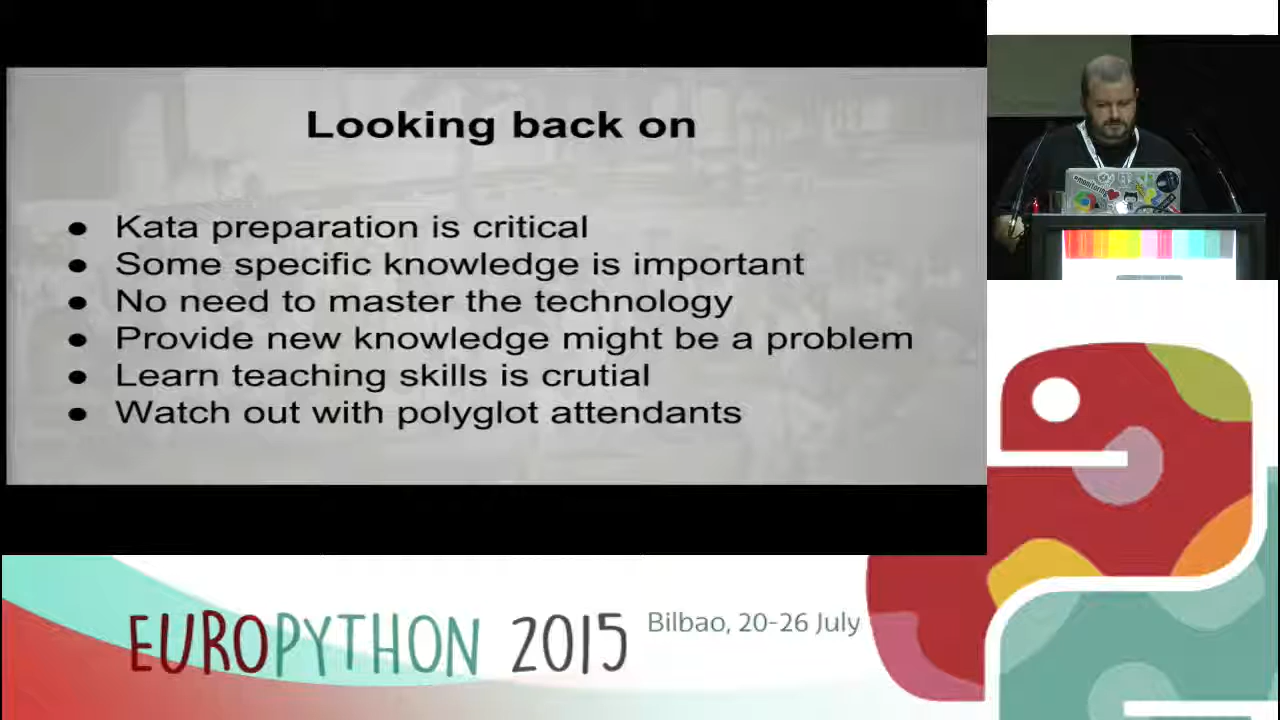 Looking back on
● Kata preparation is critical
● Some specific knowledge is important
● No need to master the technology
● Provide new knowledge might be a problem
● Learn teaching skills is crutial
● Watch out with polyglot attendants
EUROPYTHON 2015
Bilbao, 20-26 July